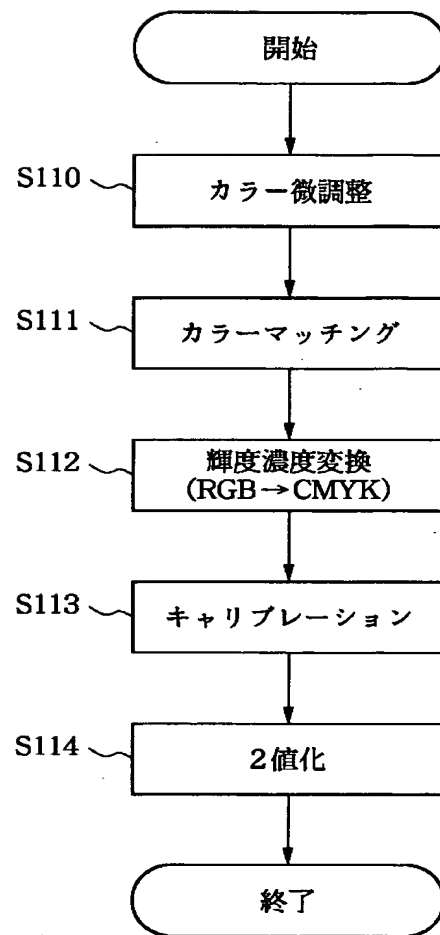 開始
S110
カラー微調整
S111
カラーマッチング
S112
輝度濃度変換
(RGB→CMYK)
S113
キャリブレーション
S114
2値化
終了